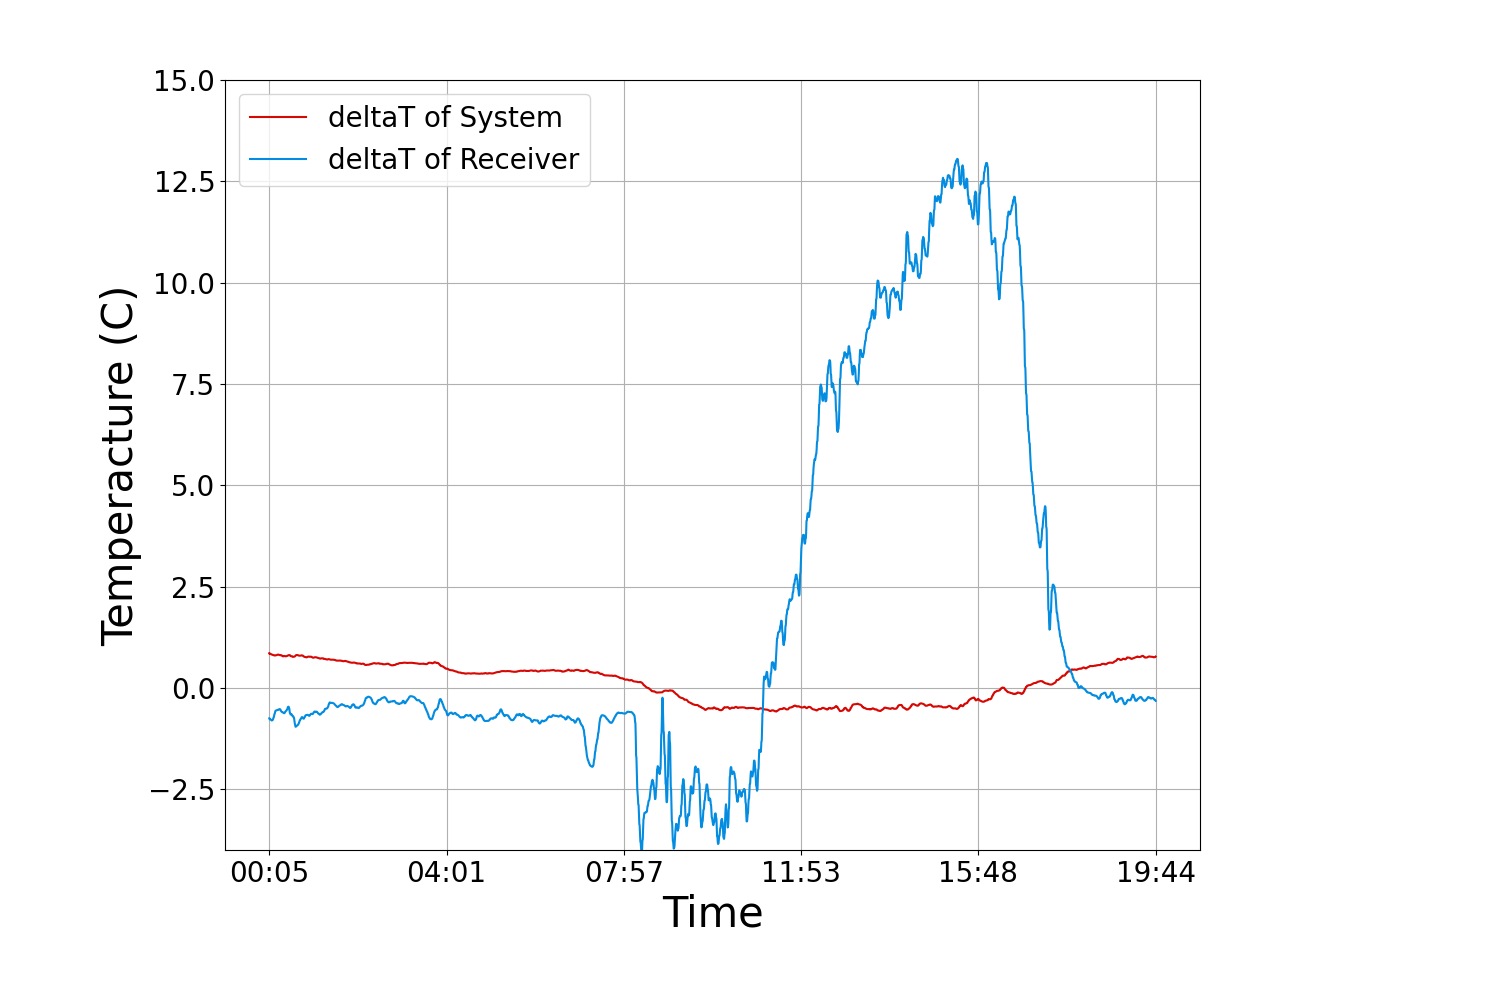 deltaT of System
deltaT of Receiver
Temperacture (C)
15.0
12.5
10.0
7.5
5.0
2.5
0.0
−2.5
00:05 04:01 07:57 11:53 15:48 19:44
Time